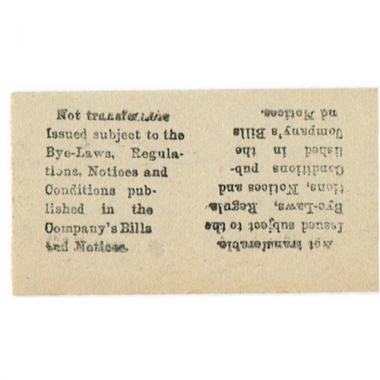 Not transferable
Issued subject to the
Bye-Laws, Regula-
tions, Notices and
Conditions pub-
lished in the
Company's Bills
and Notices.
Not transferable.
Issued subject to the
Bye-Laws, Regula-
tions, Notices and
Conditions pub-
lished in the
Company's Bills
nd Notices.